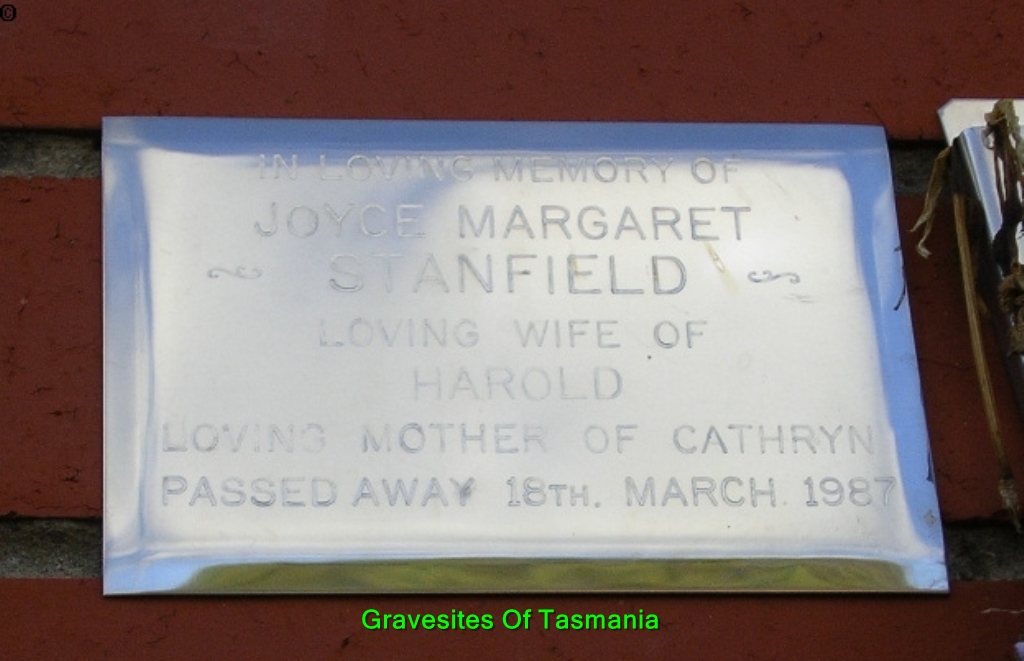 ©
IN LOVING MEMORY OF
JOYCE MARGARET
STANFIELD
LOVING WIFE OF
HAROLD
LOVING MOTHER OF CATHRYN
PASSED AWAY 18TH. MARCH. 1987
Gravesites Of Tasmania